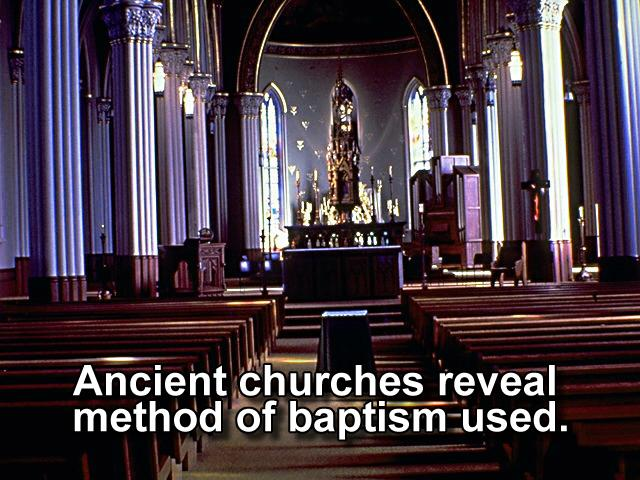 Ancient churches reveal
method of baptism used.